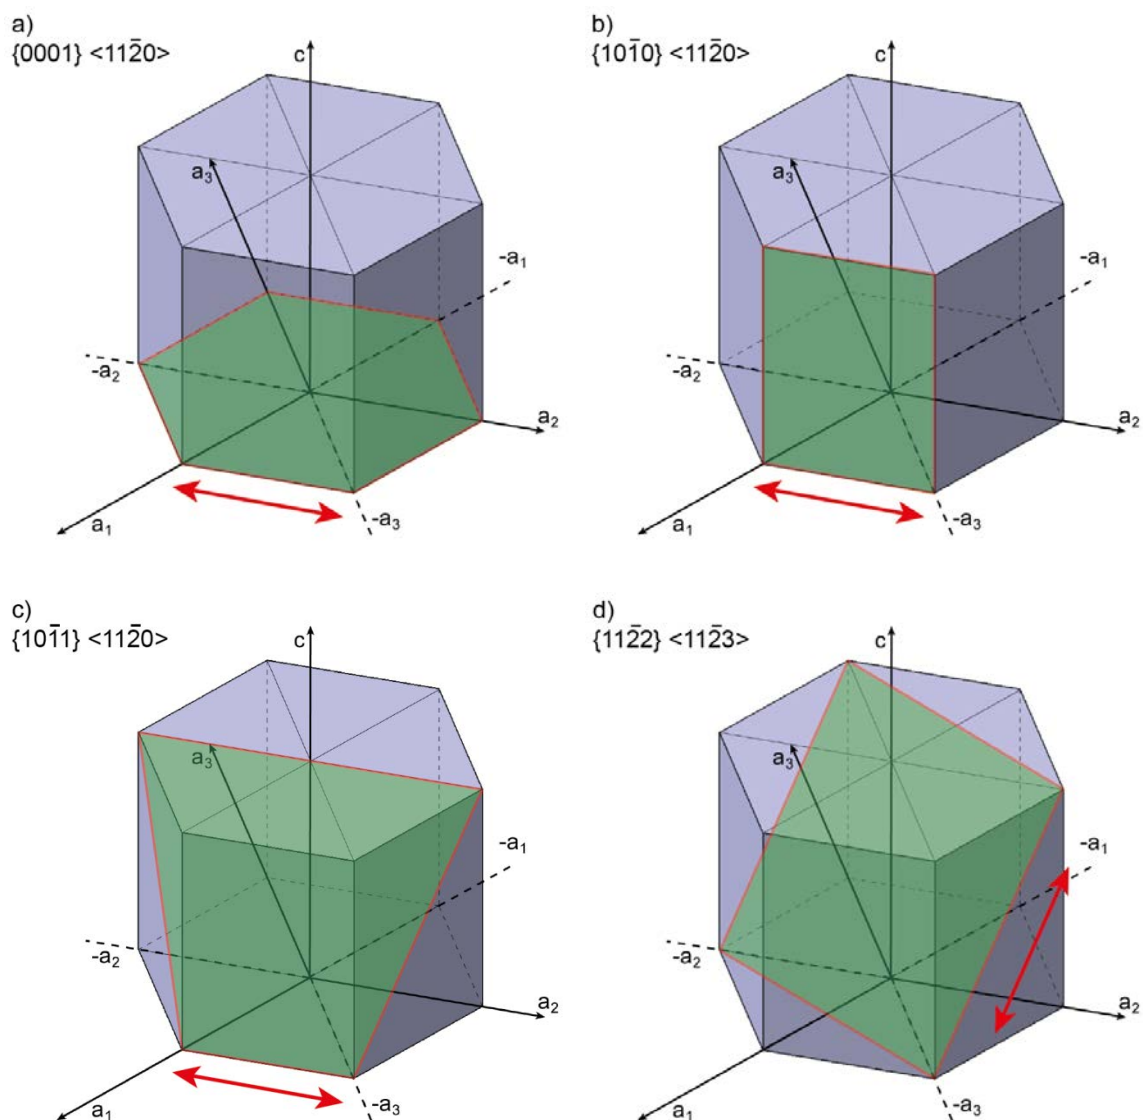 a)
{0001} <112̄0>
c
a₃
-a₁
-a₂
a₂
a₁
-a₃
b)
{101̄0} <112̄0>
c
a₃
-a₁
-a₂
a₂
a₁
-a₃
c)
{101̄1} <112̄0>
c
a₃
-a₁
-a₂
a₂
a₁
-a₃
d)
{112̄2} <112̄3>
c
a₃
-a₁
-a₂
a₂
a₁
-a₃